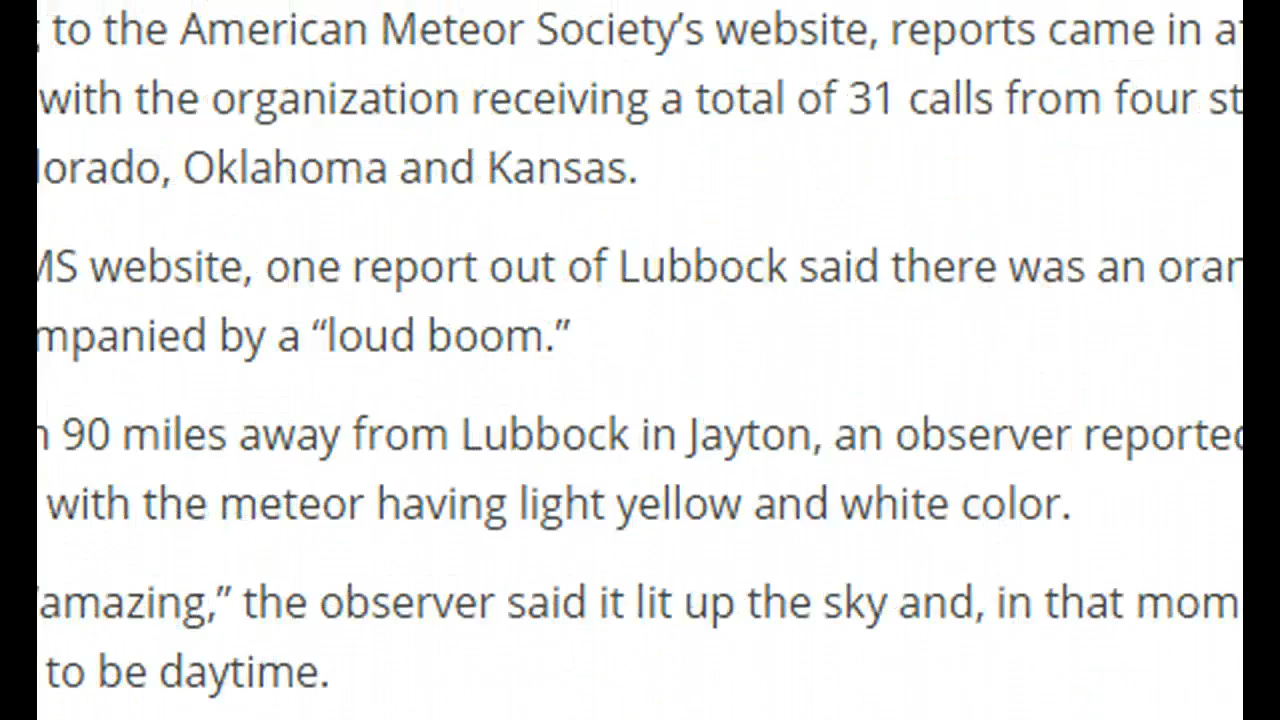 to the American Meteor Society’s website, reports came in
with the organization receiving a total of 31 calls from four
lorado, Oklahoma and Kansas.
MS website, one report out of Lubbock said there was an
mpanied by a “loud boom.”
90 miles away from Lubbock in Jayton, an observer reported
with the meteor having light yellow and white color.
amazing,” the observer said it lit up the sky and, in that mom
to be daytime.